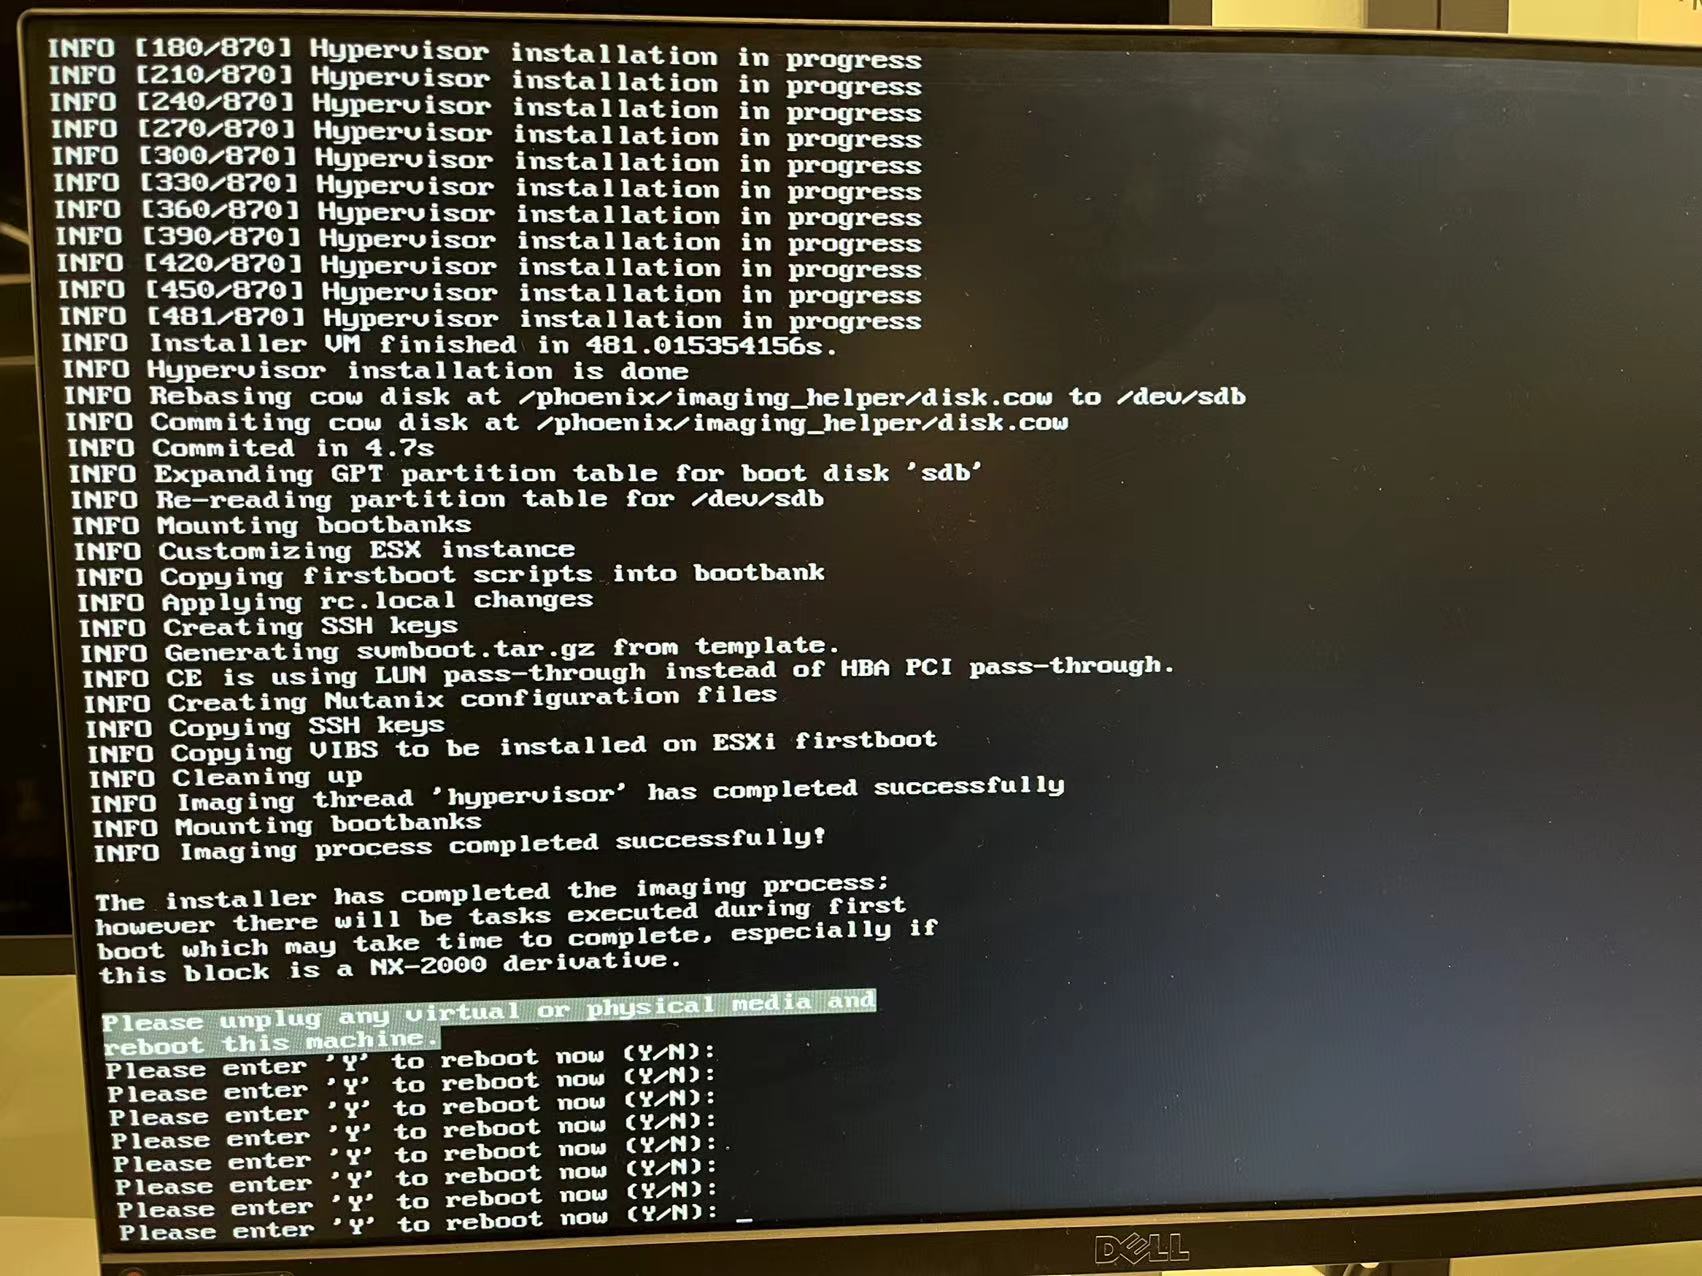 INFO [180/870] Hypervisor installation in progress
INFO [210/870] Hypervisor installation in progress
INFO [240/870] Hypervisor installation in progress
INFO [270/870] Hypervisor installation in progress
INFO [300/870] Hypervisor installation in progress
INFO [330/870] Hypervisor installation in progress
INFO [360/870] Hypervisor installation in progress
INFO [390/870] Hypervisor installation in progress
INFO [420/870] Hypervisor installation in progress
INFO [450/870] Hypervisor installation in progress
INFO [481/870] Hypervisor installation in progress
INFO Installer VM finished in 481.015354156s.
INFO Hypervisor installation is done
INFO Rebasing cow disk at /phoenix/imaging_helper/disk.cow to /dev/sdb
INFO Commiting cow disk at /phoenix/imaging_helper/disk.cow
INFO Commited in 4.7s
INFO Expanding GPT partition table for boot disk 'sdb'
INFO Re-reading partition table for /dev/sdb
INFO Mounting bootbanks
INFO Customizing ESX instance
INFO Copying firstboot scripts into bootbank
INFO Applying rc.local changes
INFO Creating SSH keys
INFO Generating svmboot.tar.gz from template.
INFO CE is using LUN pass-through instead of HBA PCI pass-through.
INFO Creating Nutanix configuration files
INFO Copying SSH keys
INFO Copying VIBS to be installed on ESXi firstboot
INFO Cleaning up
INFO Imaging thread 'hypervisor' has completed successfully
INFO Mounting bootbanks
INFO Imaging process completed successfully!
The installer has completed the imaging process;
however there will be tasks executed during first
boot which may take time to complete, especially if
this block is a NX-2000 derivative.
Please unplug any virtual or physical media and
reboot this machine.
Please enter 'Y' to reboot now (Y/N):
Please enter 'Y' to reboot now (Y/N):
Please enter 'Y' to reboot now (Y/N):
Please enter 'Y' to reboot now (Y/N):
Please enter 'Y' to reboot now (Y/N):
Please enter 'Y' to reboot now (Y/N):
Please enter 'Y' to reboot now (Y/N):
Please enter 'Y' to reboot now (Y/N): _
DELL